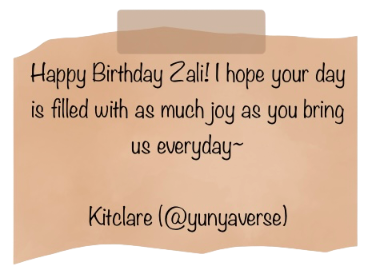 Happy Birthday Zali! I hope your day
is filled with as much joy as you bring
us everyday~
Kitclare (@yunyaverse)